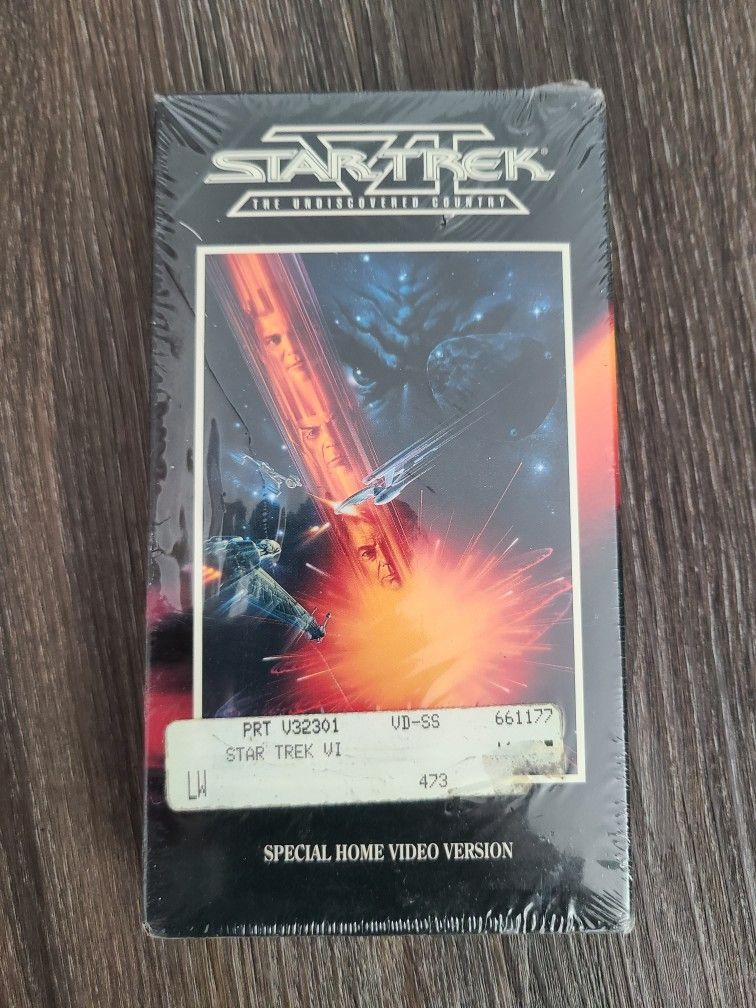 STAR TREK®
VI
THE UNDISCOVERED COUNTRY
PRT V32301 VD-SS 661177
STAR TREK VI
LW 473
SPECIAL HOME VIDEO VERSION